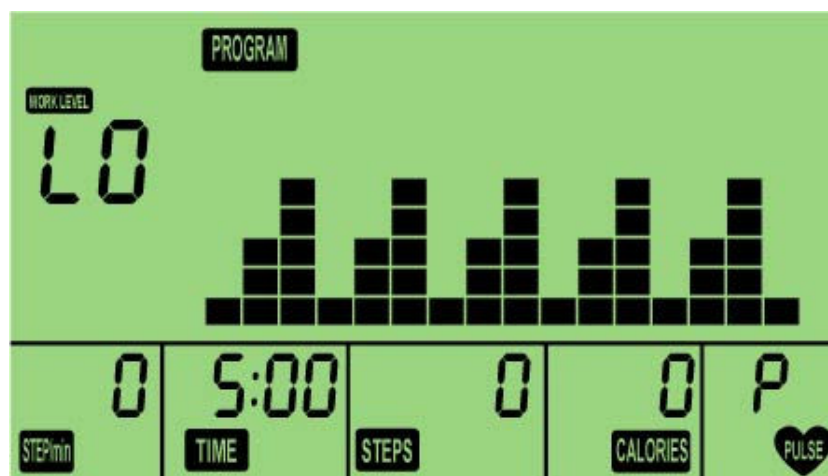 PROGRAM
WORK LEVEL
LO
0 5:00 0 0 P
STEP/min TIME STEPS CALORIES PULSE